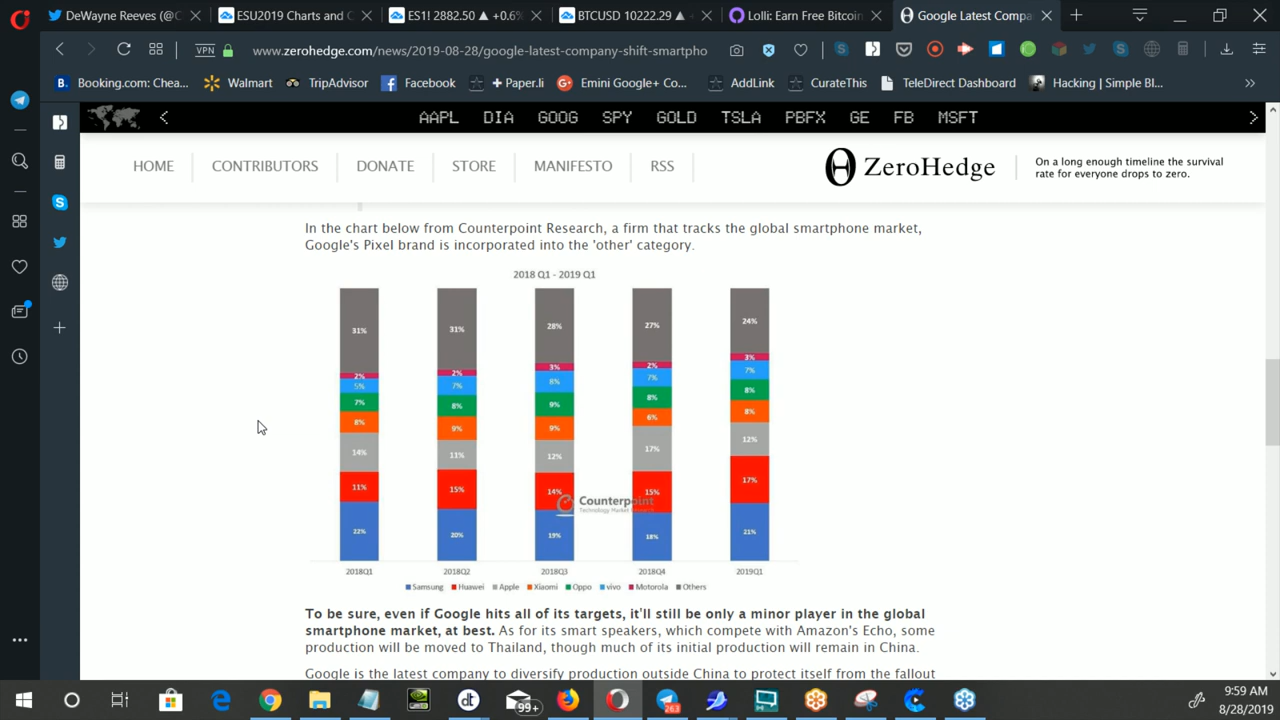 DeWayne Reeves (@C
ESU2019 Charts and C
ES1! 2862.50 ▲ +0.6%
BTCUSD 10222.29 ▲
Lolli: Earn Free Bitcoin
Google Latest Compa
VPN
www.zerohedge.com/news/2019-08-28/google-latest-company-shift-smartpho
Booking.com: Chea...
Walmart
TripAdvisor
Facebook
+ Paper.li
Emini Google+ Co...
AddLink
CurateThis
TeleDirect Dashboard
Hacking | Simple Bl...
AAPL DIA GOOG SPY GOLD TSLA PBFX GE FB MSFT
HOME
CONTRIBUTORS
DONATE
STORE
MANIFESTO
RSS
ZeroHedge
On a long enough timeline the survival
rate for everyone drops to zero.
In the chart below from Counterpoint Research, a firm that tracks the global smartphone market,
Google's Pixel brand is incorporated into the 'other' category.
2018 Q1 - 2019 Q1
31% 31% 28% 27% 24%
2% 2% 3% 2% 3%
5% 7% 8% 7% 7%
7% 8% 9% 8% 8%
8% 9% 9% 6% 8%
14% 11% 12% 17% 12%
11% 15% 14% 15% 17%
Counterpoint
Technology Market Research
22% 20% 19% 18% 21%
2018Q1 2018Q2 2018Q3 2018Q4 2019Q1
Samsung Huawei Apple Xiaomi Oppo vivo Motorola Others
To be sure, even if Google hits all of its targets, it'll still be only a minor player in the global
smartphone market, at best. As for its smart speakers, which compete with Amazon's Echo, some
production will be moved to Thailand, though much of its initial production will remain in China.
Google is the latest company to diversify production outside China to protect itself from the fallout
99+
263
9:59 AM
8/28/2019